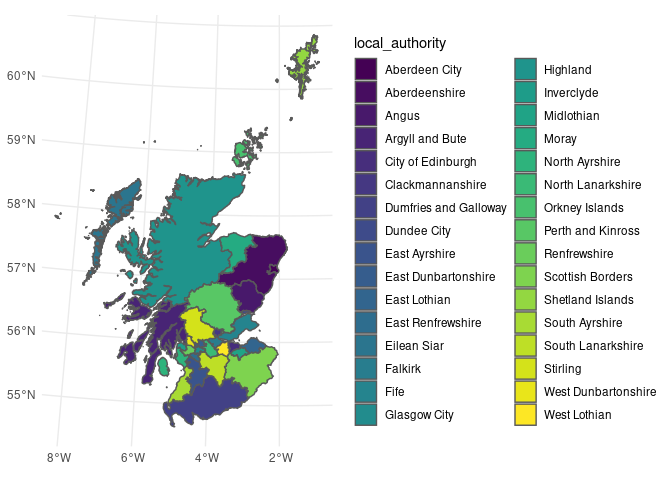 local_authority
Aberdeen City
Aberdeenshire
Angus
Argyll and Bute
City of Edinburgh
Clackmannanshire
Dumfries and Galloway
Dundee City
East Ayrshire
East Dunbartonshire
East Lothian
East Renfrewshire
Eilean Siar
Falkirk
Fife
Glasgow City
Highland
Inverclyde
Midlothian
Moray
North Ayrshire
North Lanarkshire
Orkney Islands
Perth and Kinross
Renfrewshire
Scottish Borders
Shetland Islands
South Ayrshire
South Lanarkshire
Stirling
West Dunbartonshire
West Lothian
60°N
59°N
58°N
57°N
56°N
55°N
8°W
6°W
4°W
2°W